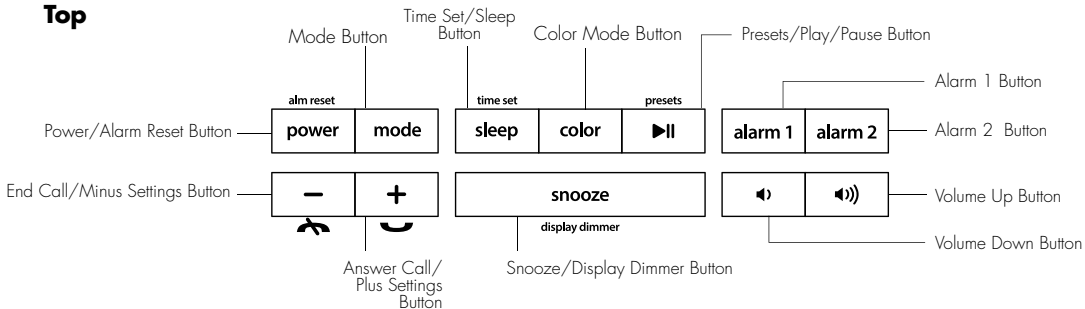 Top
Time Set/Sleep
Button
Mode Button
Color Mode Button
Presets/Play/Pause Button
Alarm 1 Button
alm reset
time set
presets
Power/Alarm Reset Button
power
mode
sleep
color
alarm 1
alarm 2
Alarm 2 Button
End Call/Minus Settings Button
−
+
snooze
Volume Up Button
display dimmer
Volume Down Button
Answer Call/
Plus Settings
Button
Snooze/Display Dimmer Button